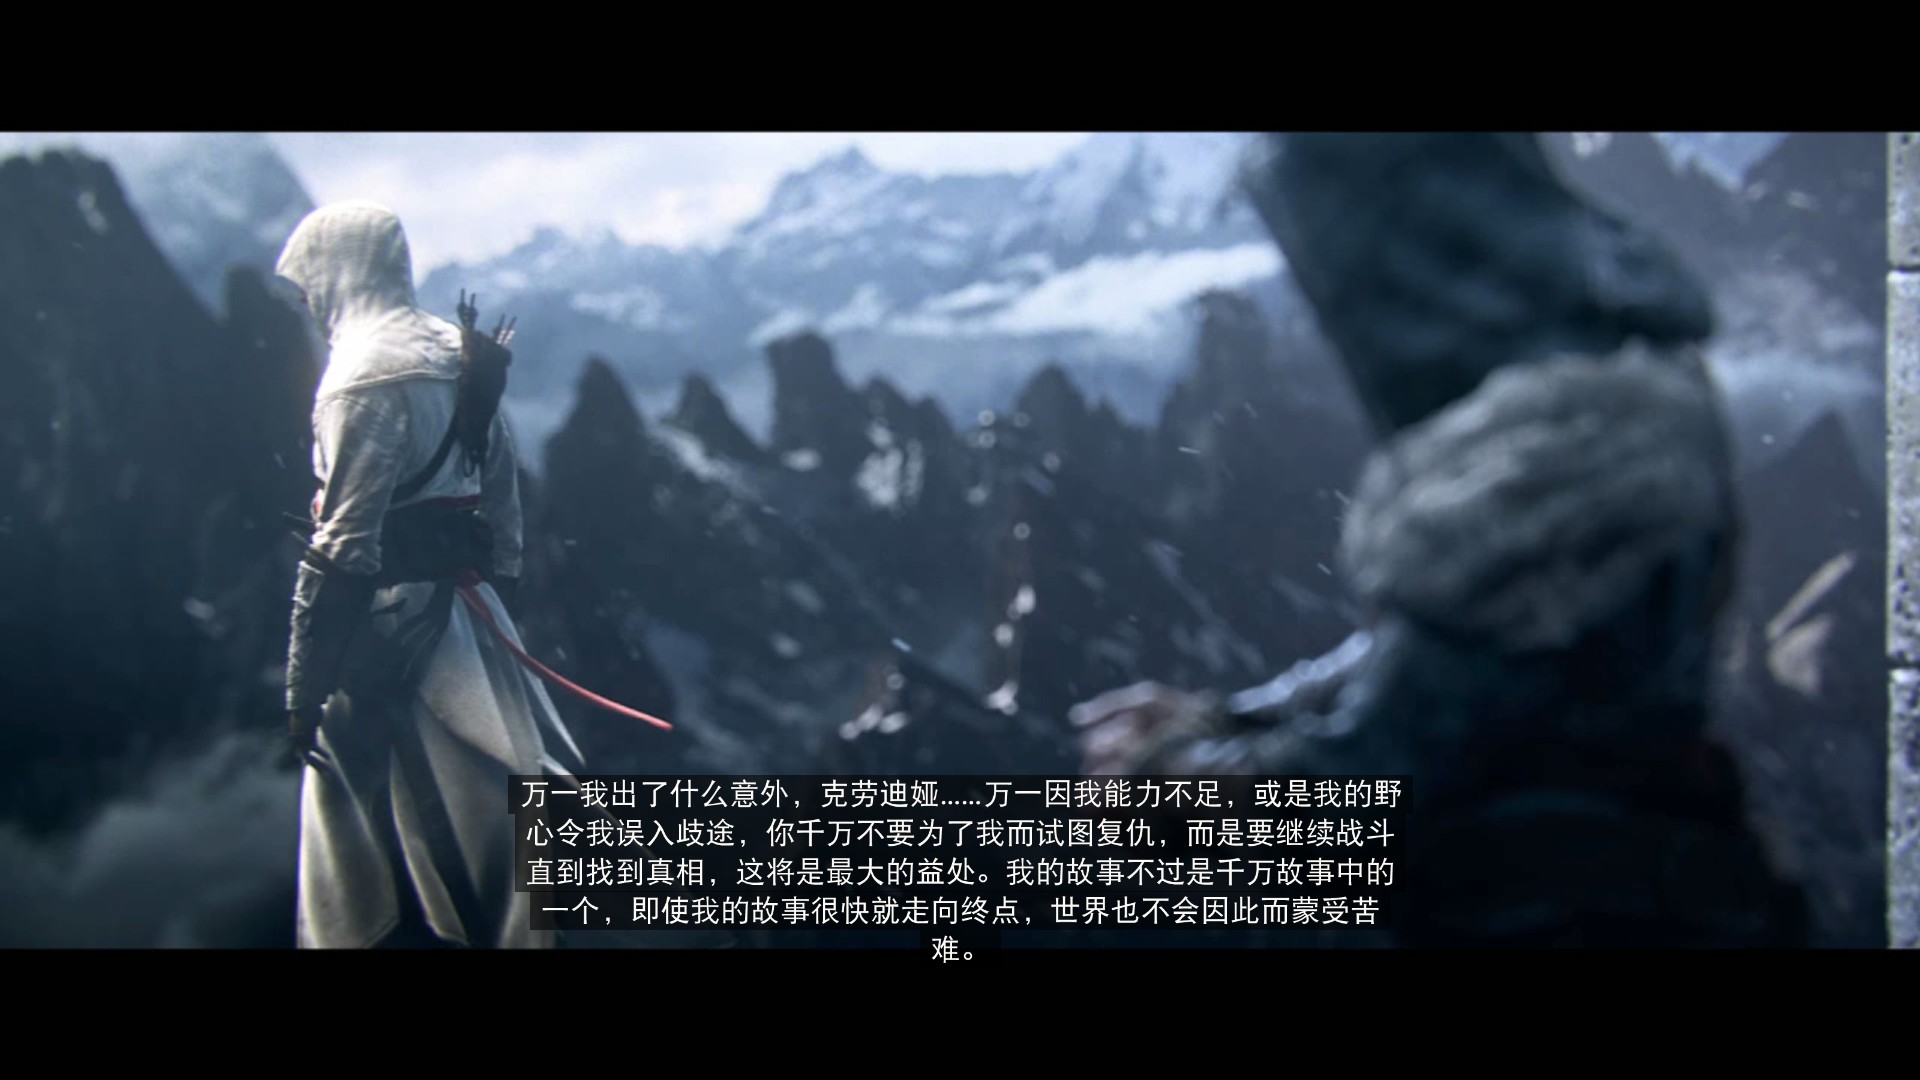 万一我出了什么意外，克劳迪娅……万一因我能力不足，或是我的野
心令我误入歧途，你千万不要为了我而试图复仇，而是要继续战斗
直到找到真相，这将是最大的益处。我的故事不过是千万故事中的
一个，即使我的故事很快就走向终点，世界也不会因此而蒙受苦
难。